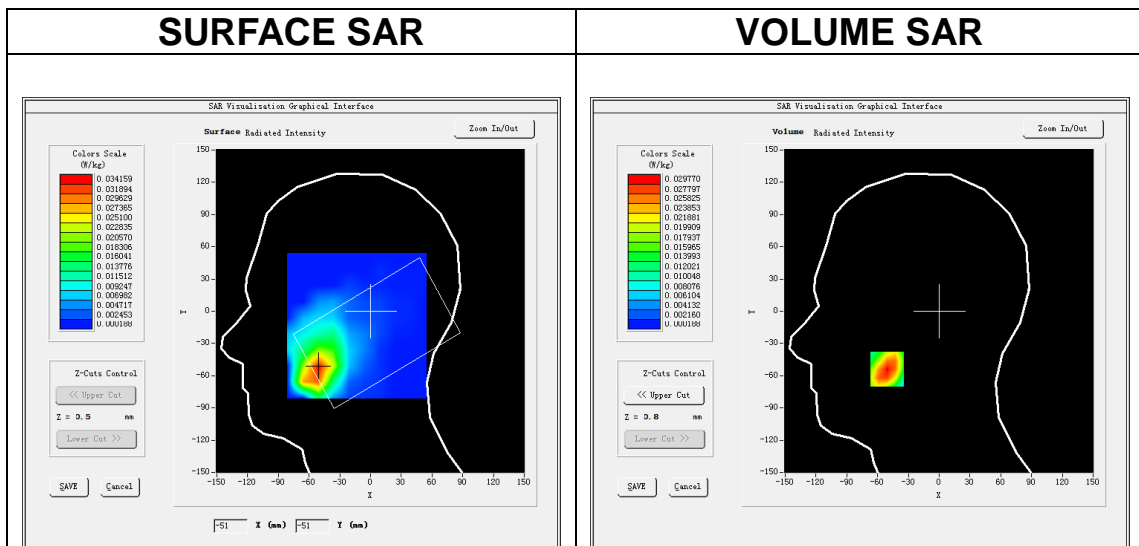 SURFACE SAR
VOLUME SAR
SAR Visualisation Graphical Interface
Surface Radiated Intensity
Zoom In/Out
Colors Scale
(W/kg)
0.034159
0.031894
0.029629
0.027365
0.025100
0.022835
0.020570
0.018306
0.016041
0.013776
0.011512
0.009247
0.006982
0.004717
0.002453
0.000188
Z-Cuts Control
<< Upper Cut
Z = 0.5 mm
Lower Cut >>
SAVE
Cancel
150
120
90
60
30
0
-30
-60
-90
-120
-150
Y
-150 -120 -90 -60 -30 0 30 60 90 120 150
X
-51 X (mm) -51 Y (mm)
SAR Visualisation Graphical Interface
Volume Radiated Intensity
Zoom In/Out
Colors Scale
(W/kg)
0.029770
0.027797
0.025825
0.023853
0.021881
0.019909
0.017937
0.015965
0.013993
0.012021
0.010048
0.008076
0.006104
0.004132
0.002160
0.000188
Z-Cuts Control
<< Upper Cut
Z = 0.8 mm
Lower Cut >>
SAVE
Cancel
150
120
90
60
30
0
-30
-60
-90
-120
-150
Y
-150 -120 -90 -60 -30 0 30 60 90 120 150
X